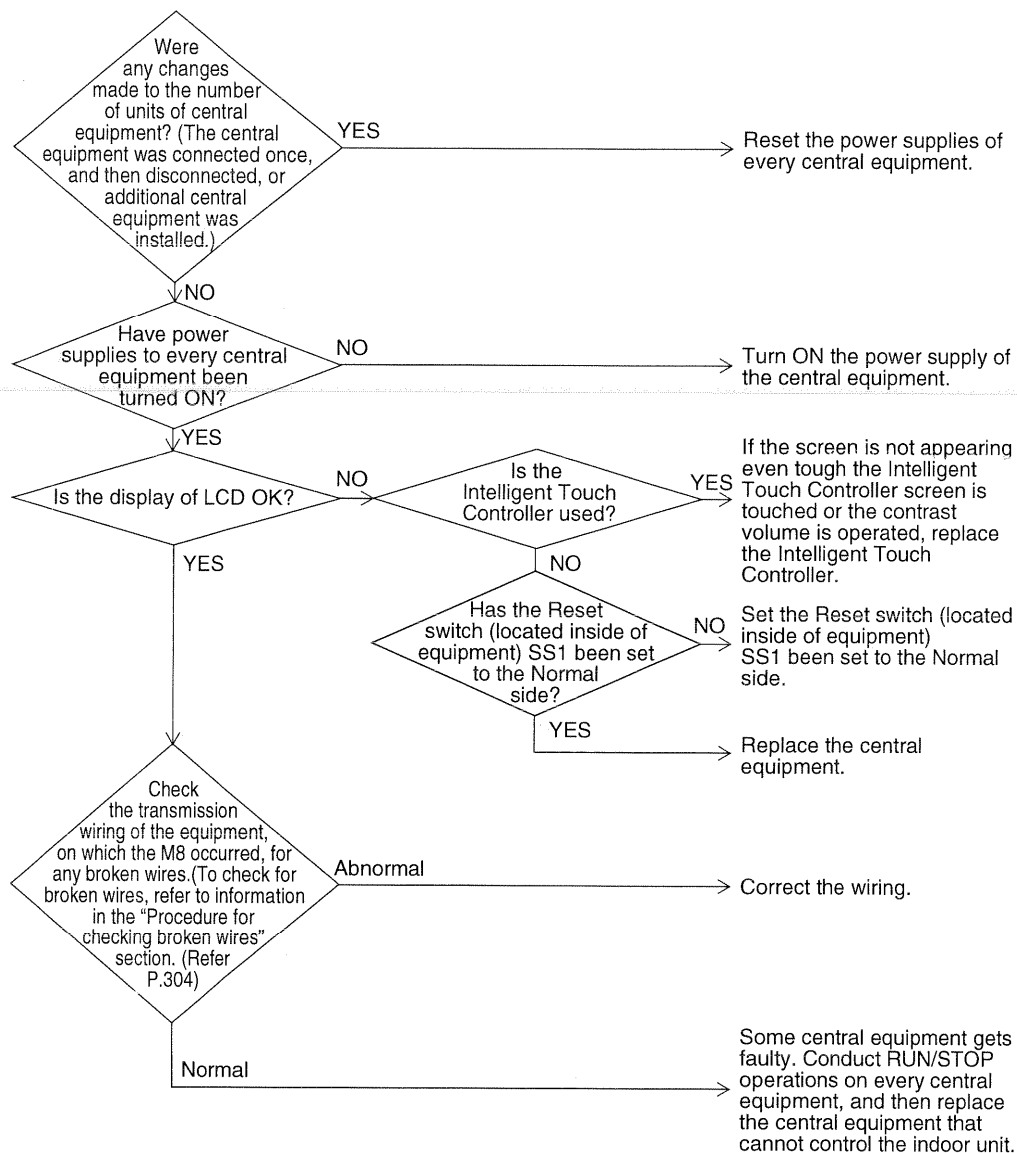 Were
any changes
made to the number
of units of central
equipment? (The central
equipment was connected once,
and then disconnected, or
additional central
equipment was
installed.)
YES
Reset the power supplies of
every central equipment.
NO
Have power
supplies to every central
equipment been
turned ON?
NO
Turn ON the power supply of
the central equipment.
YES
Is the display of LCD OK?
NO
Is the
Intelligent Touch
Controller used?
YES
If the screen is not appearing
even tough the Intelligent
Touch Controller screen is
touched or the contrast
volume is operated, replace
the Intelligent Touch
Controller.
YES
NO
Has the Reset
switch (located inside of
equipment) SS1 been set
to the Normal
side?
NO
Set the Reset switch (located
inside of equipment)
SS1 been set to the Normal
side.
YES
Replace the central
equipment.
Check
the transmission
wiring of the equipment,
on which the M8 occurred, for
any broken wires.(To check for
broken wires, refer to information
in the “Procedure for
checking broken wires”
section. (Refer
P.304)
Abnormal
Correct the wiring.
Normal
Some central equipment gets
faulty. Conduct RUN/STOP
operations on every central
equipment, and then replace
the central equipment that
cannot control the indoor unit.